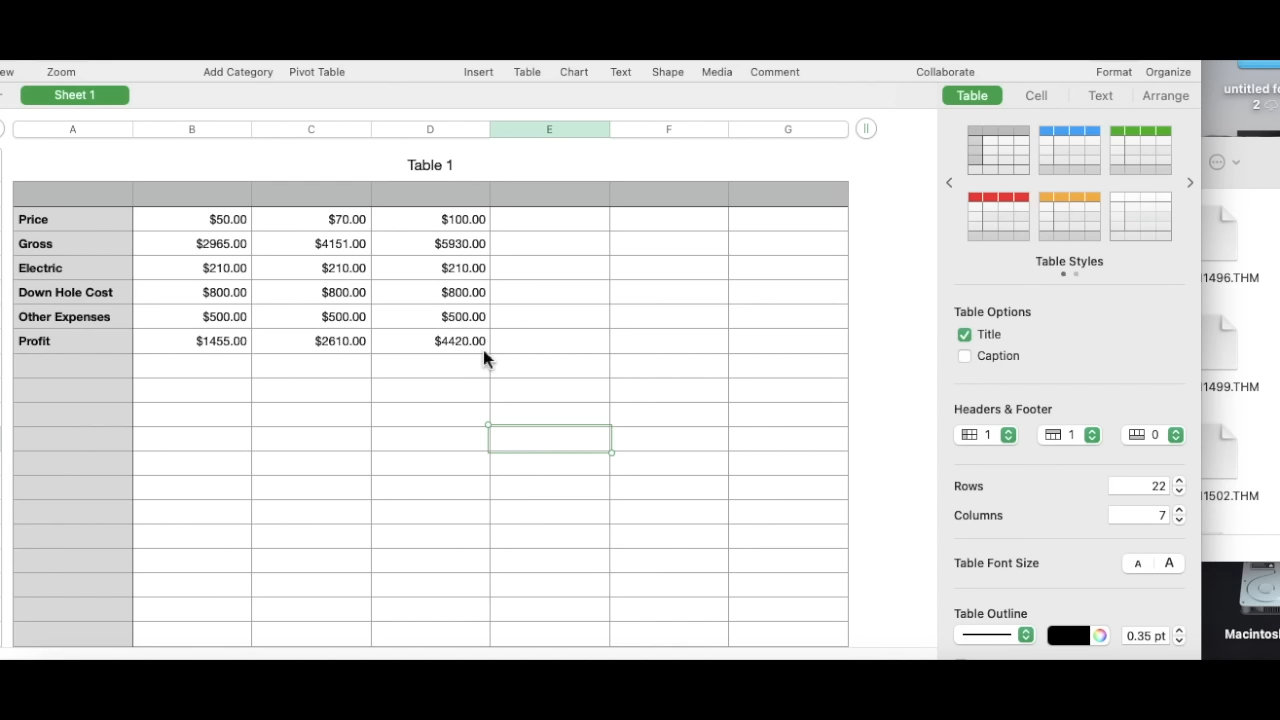 ew Zoom Add Category Pivot Table Insert Table Chart Text Shape Media Comment Collaborate Format Organize
Sheet 1 Table Cell Text Arrange
untitled fo
2
A B C D E F G
Table 1
Price $50.00 $70.00 $100.00
Gross $2965.00 $4151.00 $5930.00
Electric $210.00 $210.00 $210.00
Down Hole Cost $800.00 $800.00 $800.00
Other Expenses $500.00 $500.00 $500.00
Profit $1455.00 $2610.00 $4420.00
Table Styles
Table Options
Title
Caption
Headers & Footer
1 1 0
Rows 22
Columns 7
Table Font Size A A
Table Outline
0.35 pt
1496.THM
1499.THM
1502.THM
Macintos